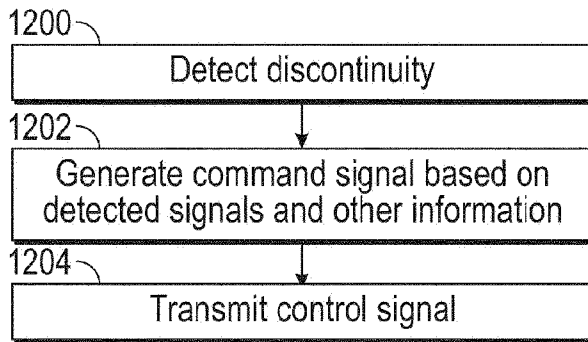 1200
Detect discontinuity
1202
Generate command signal based on
detected signals and other information
1204
Transmit control signal